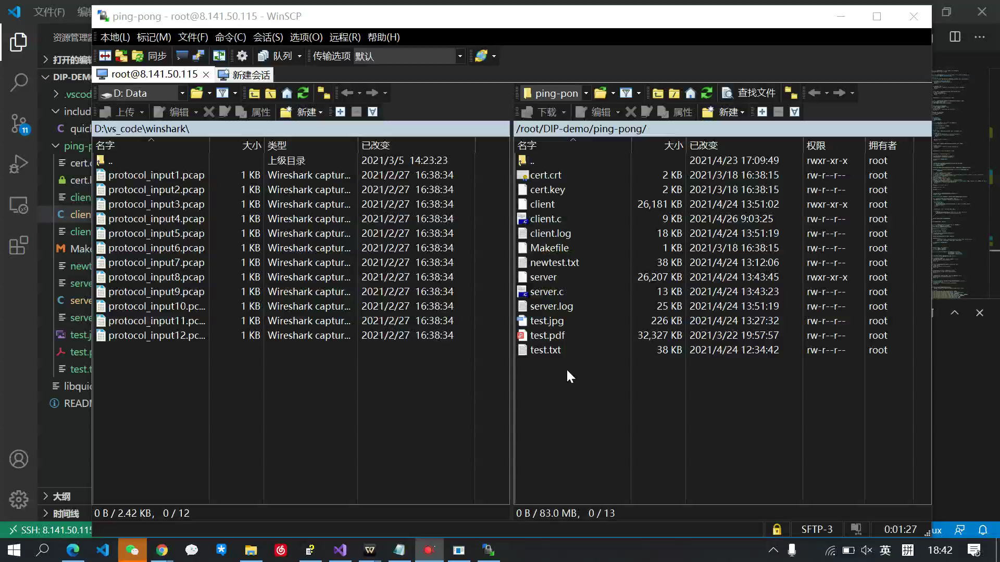 文件(F)
ping-pong - root@8.141.50.115 - WinSCP
本地(L) 标记(M) 文件(F) 命令(C) 会话(S) 选项(O) 远程(R) 帮助(H)
同步 队列 传输选项 默认
root@8.141.50.115 新建会话
D: Data
上传 编辑 属性 新建
D:\vs_code\winshark\
名字 大小 类型 已改变
.. 上级目录 2021/3/5 14:23:23
protocol_input1.pcap 1 KB Wireshark captur... 2021/2/27 16:38:34
protocol_input2.pcap 1 KB Wireshark captur... 2021/2/27 16:38:34
protocol_input3.pcap 1 KB Wireshark captur... 2021/2/27 16:38:34
protocol_input4.pcap 1 KB Wireshark captur... 2021/2/27 16:38:34
protocol_input5.pcap 1 KB Wireshark captur... 2021/2/27 16:38:34
protocol_input6.pcap 1 KB Wireshark captur... 2021/2/27 16:38:34
protocol_input7.pcap 1 KB Wireshark captur... 2021/2/27 16:38:34
protocol_input8.pcap 1 KB Wireshark captur... 2021/2/27 16:38:34
protocol_input9.pcap 1 KB Wireshark captur... 2021/2/27 16:38:34
protocol_input10.pc... 1 KB Wireshark captur... 2021/2/27 16:38:34
protocol_input11.pc... 1 KB Wireshark captur... 2021/2/27 16:38:34
protocol_input12.pc... 1 KB Wireshark captur... 2021/2/27 16:38:34
0 B / 2.42 KB, 0 / 12
ping-pon 查找文件
下载 编辑 属性 新建
/root/DIP-demo/ping-pong/
名字 大小 已改变 权限 拥有者
.. 2021/4/23 17:09:49 rwxr-xr-x root
cert.crt 2 KB 2021/3/18 16:38:15 rw-r--r-- root
cert.key 2 KB 2021/3/18 16:38:15 rw-r--r-- root
client 26,181 KB 2021/4/24 13:51:02 rwxr-xr-x root
client.c 9 KB 2021/4/26 9:03:25 rw-r--r-- root
client.log 18 KB 2021/4/24 13:51:19 rw-r--r-- root
Makefile 1 KB 2021/3/18 16:38:15 rw-r--r-- root
newtest.txt 38 KB 2021/4/24 13:12:06 rw-r--r-- root
server 26,207 KB 2021/4/24 13:43:45 rwxr-xr-x root
server.c 13 KB 2021/4/24 13:43:23 rw-r--r-- root
server.log 25 KB 2021/4/24 13:51:19 rw-r--r-- root
test.jpg 226 KB 2021/4/24 13:27:32 rw-r--r-- root
test.pdf 32,327 KB 2021/3/22 19:57:57 rw-r--r-- root
test.txt 38 KB 2021/4/24 12:34:42 rw-r--r-- root
0 B / 83.0 MB, 0 / 13
SFTP-3 0:01:27
资源管理器
打开的编辑
DIP-DEM
.vscod
includ
C quic
ping-p
cert.
cert.
clien
C clien
clien
Make
newt
serve
C serve
serve
test.
test.
test.
libqui
READ
11
大纲
时间线
SSH: 8.141.50.115
ux
英 拼 18:42